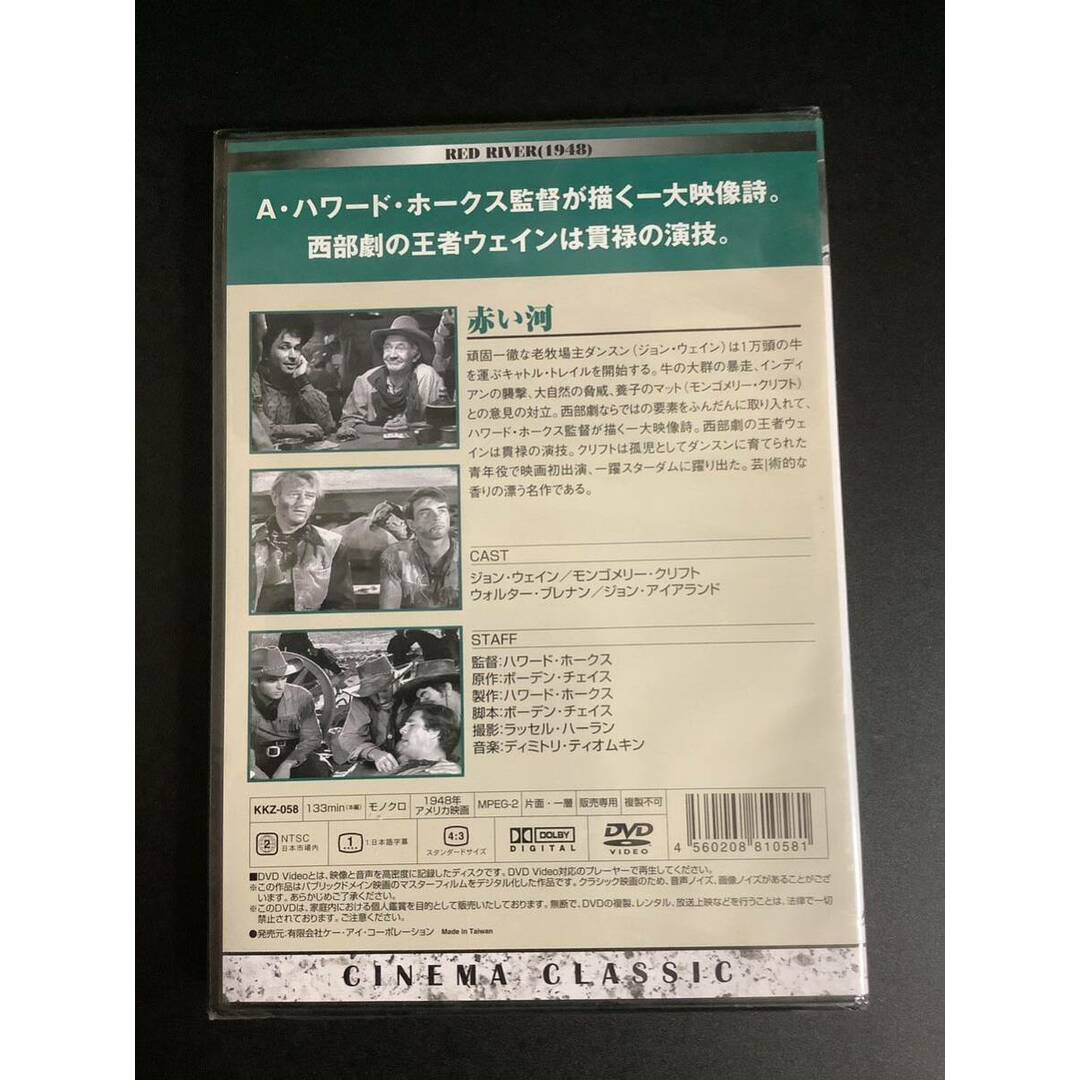 RED RIVER(1948)
A・ハワード・ホークス監督が描く一大映像詩。
西部劇の王者ウェインは貫禄の演技。
赤い河
頑固一徹な老牧場主ダンスン(ジョン・ウェイン)は1万頭の牛
を運ぶキャトル・トレイルを開始する。牛の大群の暴走、インディ
アンの襲撃、大自然の脅威、養子のマット(モンゴメリー・クリフト)
との意見の対立。西部劇ならではの要素をふんだんに取り入れて、
ハワード・ホークス監督が描く一大映像詩。西部劇の王者ウェ
インは貫禄の演技。クリフトは孤児としてダンスンに育てられた
青年役で映画初出演、一躍スターダムに躍り出た。芸|術的な
香りの漂う名作である。
CAST
ジョン・ウェイン/モンゴメリー・クリフト
ウォルター・ブレナン/ジョン・アイアランド
STAFF
監督:ハワード・ホークス
原作:ボーデン・チェイス
製作:ハワード・ホークス
脚本:ボーデン・チェイス
撮影:ラッセル・ハーラン
音楽:ディミトリ・ティオムキン
KKZ-058 133min(本編) モノクロ 1948年 アメリカ映画 MPEG-2 片面・一層 販売専用 複製不可
2 NTSC 日本市場内 1 1:日本語字幕 4:3 スタンダードサイズ DOLBY DIGITAL DVD VIDEO
4 560208 810581
■DVD Videoとは、映像と音声を高密度に記録したディスクです。DVD Video対応のプレーヤーで再生してください。
※この作品はパブリックドメイン映画のマスターフィルムをデジタル化した作品です。クラシック映画のため、音声ノイズ、画像ノイズがあることがござ
います。あらかじめご了承ください。
※このDVDは、家庭内における個人鑑賞を目的として販売いたしております。無断で、DVDの複製、レンタル、放送上映などを行うことは、法律で一切
禁止されております。ご注意ください。
●発売元:有限会社ケー・アイ・コーポレーション Made in Taiwan
CINEMA CLASSIC